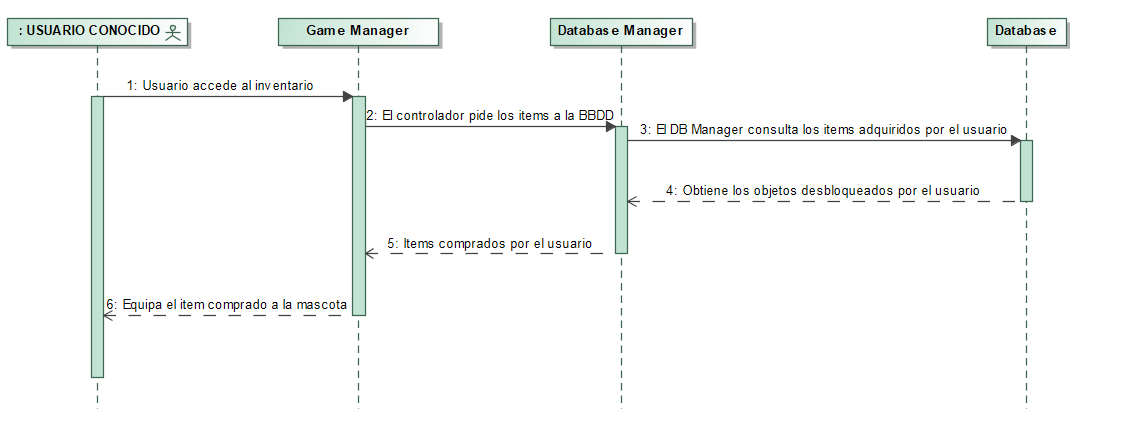 : USUARIO CONOCIDO
Game Manager
Database Manager
Database
1: Usuario accede al inventario
2: El controlador pide los items a la BBDD
3: El DB Manager consulta los items adquiridos por el usuario
4: Obtiene los objetos desbloqueados por el usuario
5: Items comprados por el usuario
6: Equipa el item comprado a la mascota